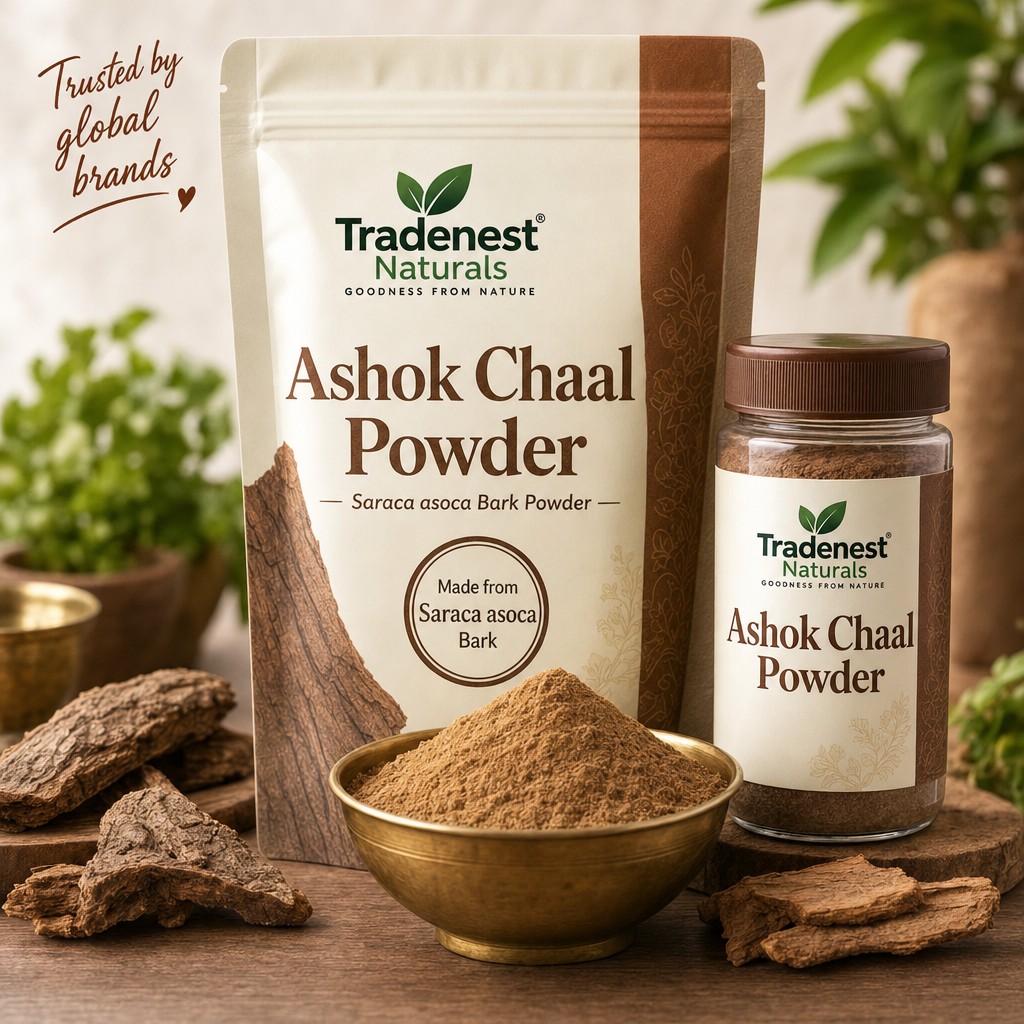 Trusted by
global
brands
Tradenest®
Naturals
GOODNESS FROM NATURE
Ashok Chaal
Powder
— Saraca asoca Bark Powder —
Made from
Saraca asoca
Bark
Tradenest®
Naturals
GOODNESS FROM NATURE
Ashok Chaal
Powder